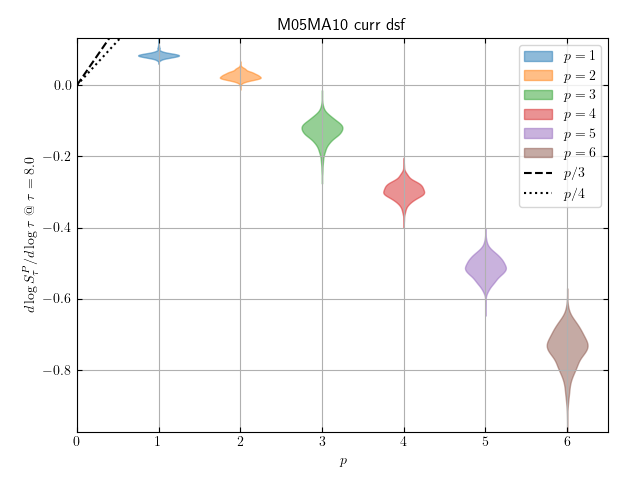 M05MA10 curr dsf
d log S_τ^P / d log τ @ τ = 8.0
0.0
−0.2
−0.4
−0.6
−0.8
0
1
2
3
4
5
6
p
p = 1
p = 2
p = 3
p = 4
p = 5
p = 6
p/3
p/4